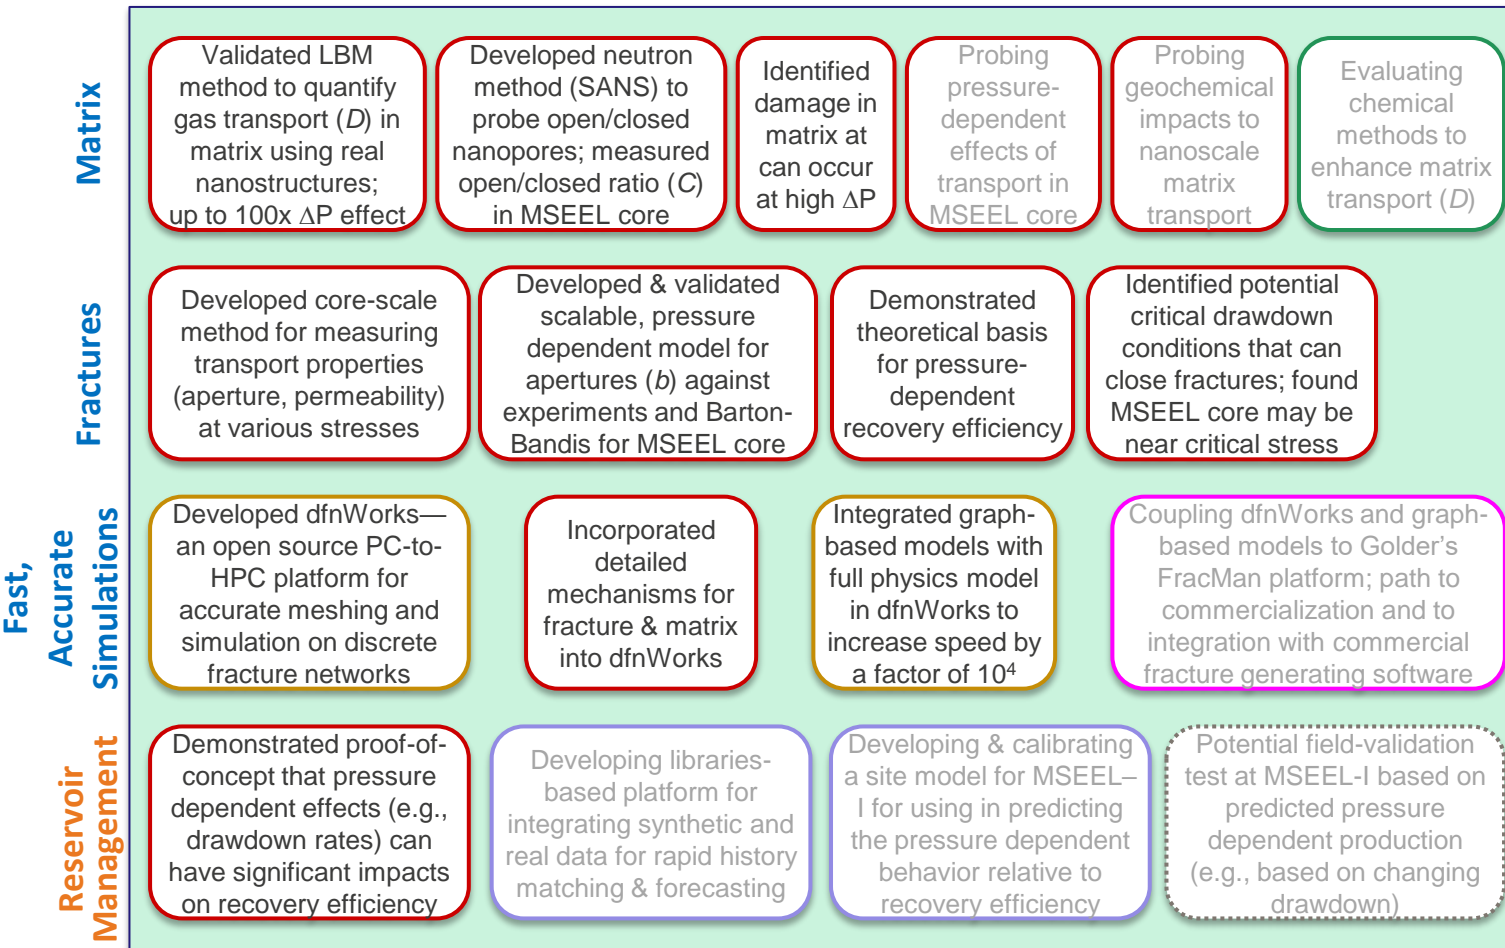 Matrix
Validated LBM
method to quantify
gas transport (D) in
matrix using real
nanostructures;
up to 100x ΔP effect
Developed neutron
method (SANS) to
probe open/closed
nanopores; measured
open/closed ratio (C)
in MSEEL core
Identified
damage in
matrix at
can occur
at high ΔP
Probing
pressure-
dependent
effects of
transport in
MSEEL core
Probing
geochemical
impacts to
nanoscale
matrix
transport
Evaluating
chemical
methods to
enhance matrix
transport (D)
Fractures
Developed core-scale
method for measuring
transport properties
(aperture, permeability)
at various stresses
Developed & validated
scalable, pressure
dependent model for
apertures (b) against
experiments and Barton-
Bandis for MSEEL core
Demonstrated
theoretical basis
for pressure-
dependent
recovery efficiency
Identified potential
critical drawdown
conditions that can
close fractures; found
MSEEL core may be
near critical stress
Fast,
Accurate
Simulations
Developed dfnWorks—
an open source PC-to-
HPC platform for
accurate meshing and
simulation on discrete
fracture networks
Incorporated
detailed
mechanisms for
fracture & matrix
into dfnWorks
Integrated graph-
based models with
full physics model
in dfnWorks to
increase speed by
a factor of 10⁴
Coupling dfnWorks and graph-
based models to Golder's
FracMan platform; path to
commercialization and to
integration with commercial
fracture generating software
Reservoir
Management
Demonstrated proof-of-
concept that pressure
dependent effects (e.g.,
drawdown rates) can
have significant impacts
on recovery efficiency
Developing libraries-
based platform for
integrating synthetic and
real data for rapid history
matching & forecasting
Developing & calibrating
a site model for MSEEL–
I for using in predicting
the pressure dependent
behavior relative to
recovery efficiency
Potential field-validation
test at MSEEL-I based on
predicted pressure
dependent production
(e.g., based on changing
drawdown)